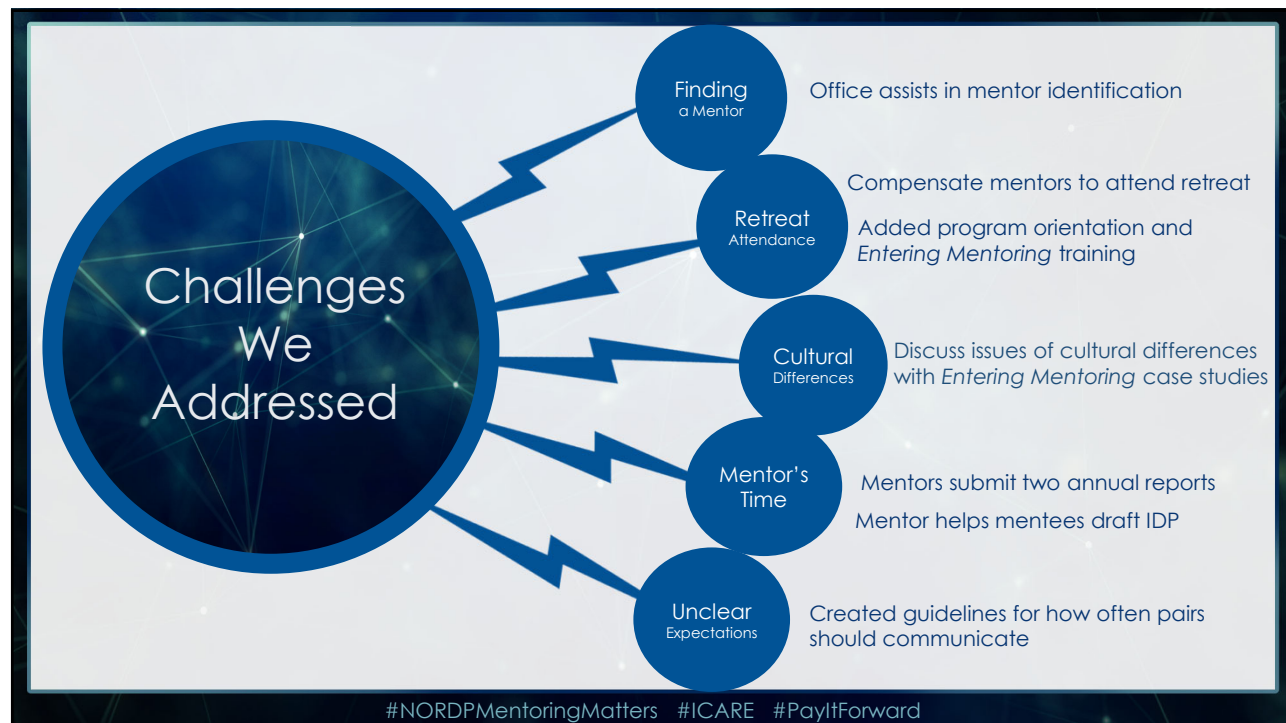 Challenges
We
Addressed
Finding
a Mentor
Office assists in mentor identification
Retreat
Attendance
Compensate mentors to attend retreat
Added program orientation and
Entering Mentoring training
Cultural
Differences
Discuss issues of cultural differences
with Entering Mentoring case studies
Mentor’s
Time
Mentors submit two annual reports
Mentor helps mentees draft IDP
Unclear
Expectations
Created guidelines for how often pairs
should communicate
#NORDPMentoringMatters #ICARE #PayItForward